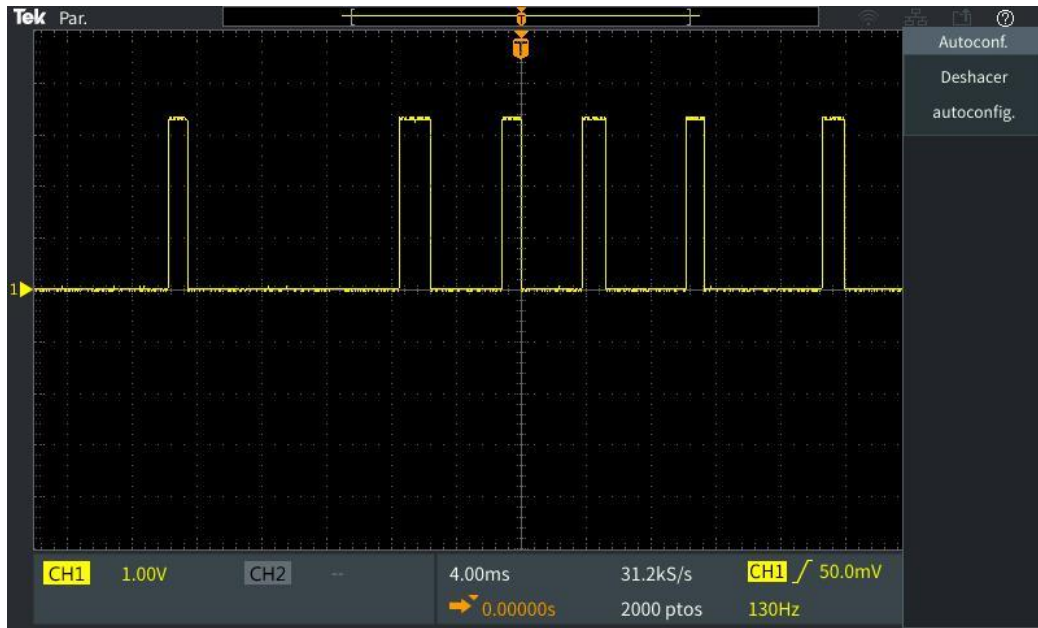 Tek Par.
T
T
?
Autoconf.
Deshacer
autoconfig.
1
CH1 1.00V CH2 -- 4.00ms 31.2kS/s CH1 50.0mV
0.00000s 2000 ptos 130Hz